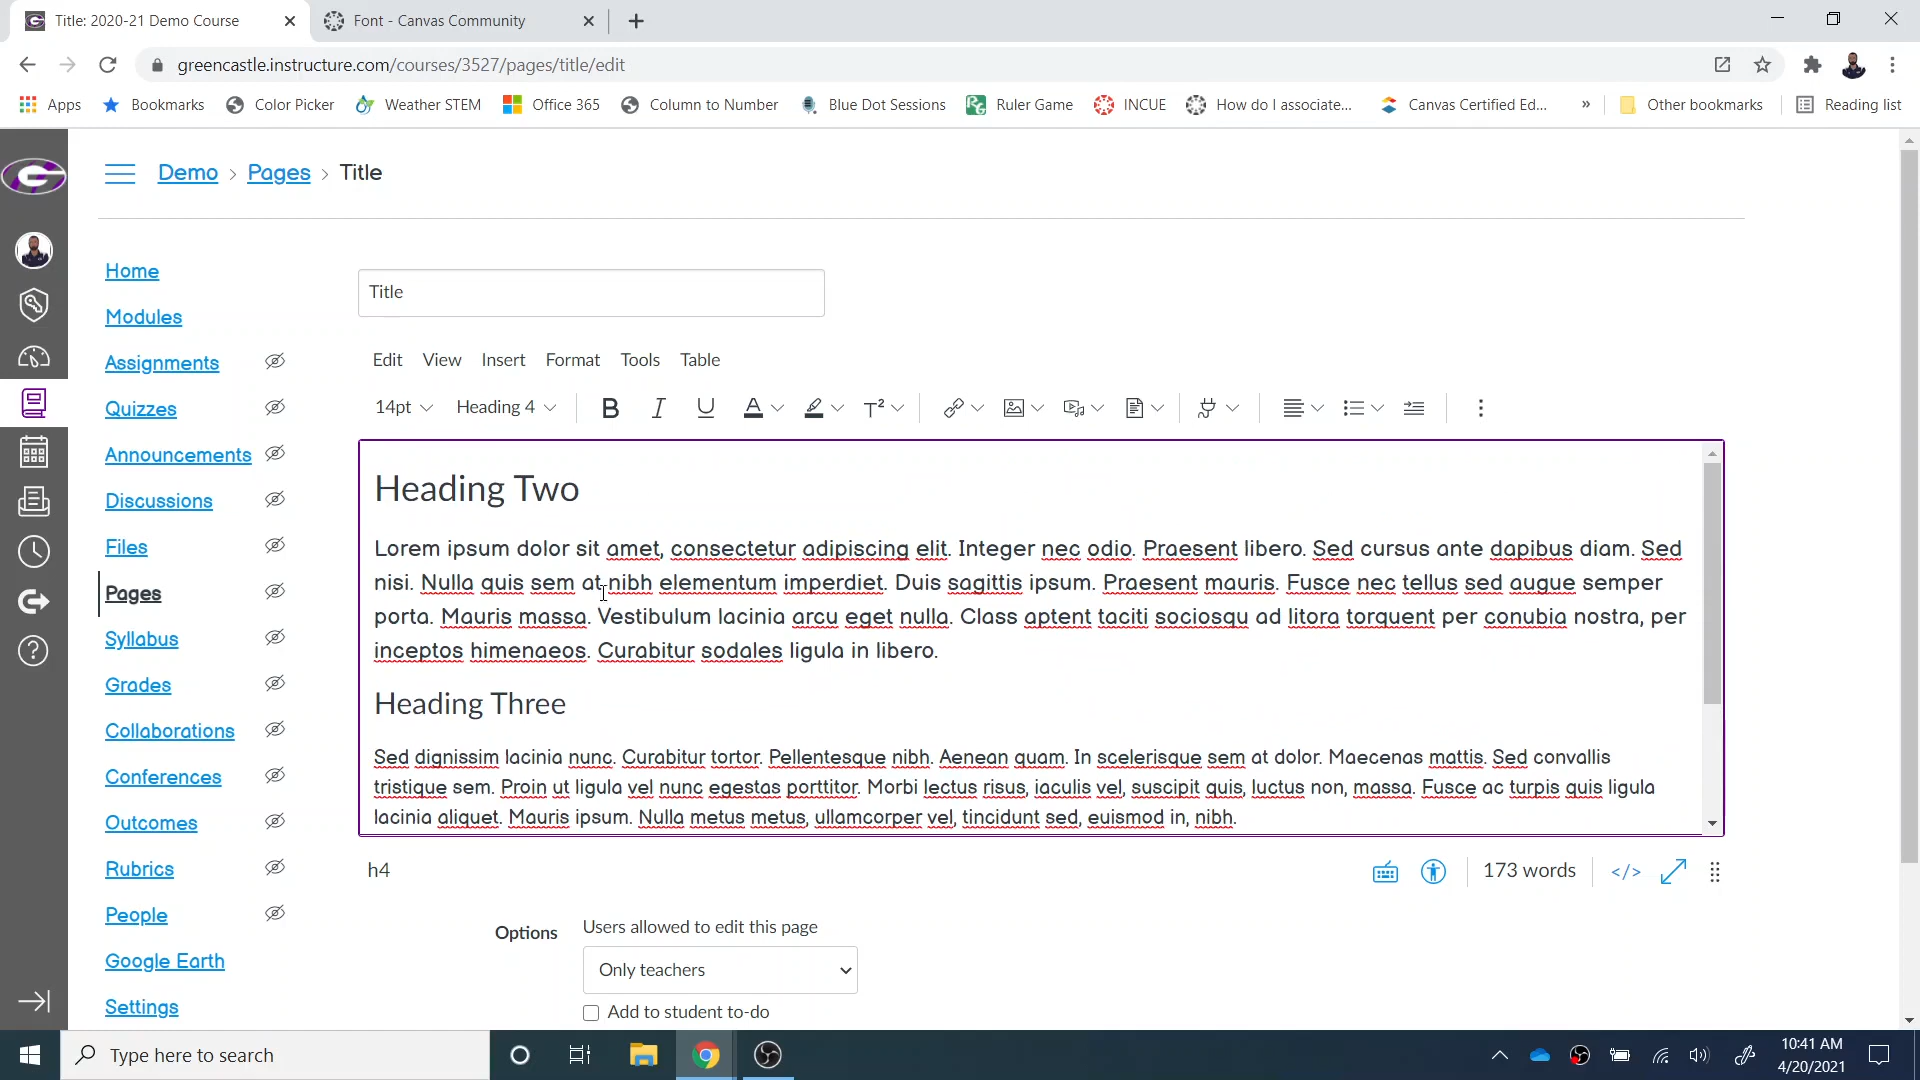 Title: 2020-21 Demo Course
Font - Canvas Community
greencastle.instructure.com/courses/3527/pages/title/edit
Apps
Bookmarks
Color Picker
Weather STEM
Office 365
Column to Number
Blue Dot Sessions
Ruler Game
INCUE
How do I associate...
Canvas Certified Ed...
»
Other bookmarks
Reading list
Demo > Pages > Title
Home
Modules
Assignments
Quizzes
Announcements
Discussions
Files
Pages
Syllabus
Grades
Collaborations
Conferences
Outcomes
Rubrics
People
Google Earth
Settings
Title
Edit View Insert Format Tools Table
14pt Heading 4 B I U A T²
Heading Two
Lorem ipsum dolor sit amet, consectetur adipiscing elit. Integer nec odio. Praesent libero. Sed cursus ante dapibus diam. Sed
nisi. Nulla quis sem at nibh elementum imperdiet. Duis sagittis ipsum. Praesent mauris. Fusce nec tellus sed augue semper
porta. Mauris massa. Vestibulum lacinia arcu eget nulla. Class aptent taciti sociosqu ad litora torquent per conubia nostra, per
inceptos himenaeos. Curabitur sodales ligula in libero.
Heading Three
Sed dignissim lacinia nunc. Curabitur tortor. Pellentesque nibh. Aenean quam. In scelerisque sem at dolor. Maecenas mattis. Sed convallis
tristique sem. Proin ut ligula vel nunc egestas porttitor. Morbi lectus risus, iaculis vel, suscipit quis, luctus non, massa. Fusce ac turpis quis ligula
lacinia aliquet. Mauris ipsum. Nulla metus metus, ullamcorper vel, tincidunt sed, euismod in, nibh.
h4
173 words
</>
Options
Users allowed to edit this page
Only teachers
Add to student to-do
Type here to search
10:41 AM
4/20/2021